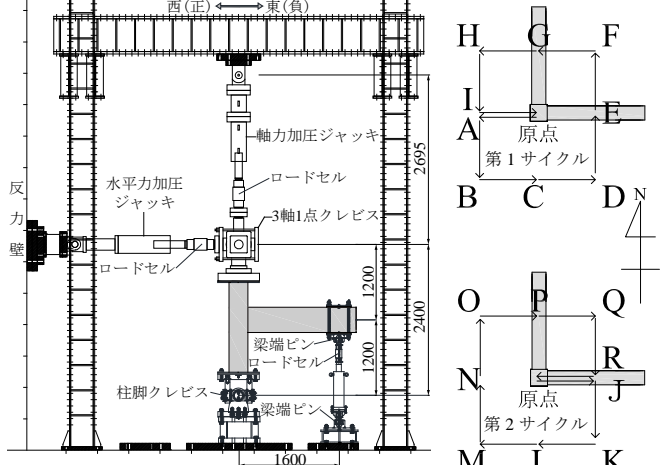 西(正) 東(負)
軸力加圧ジャッキ
ロードセル
水平力加圧
ジャッキ
3軸1点クレビス
反力壁
ロードセル
2695
1200
2400
1200
梁端ピン
ロードセル
柱脚クレビス
梁端ピン
1600
H G F
I
A E
原点
第1サイクル
B C D
N
O P Q
N R
J
原点
第2サイクル
M L K